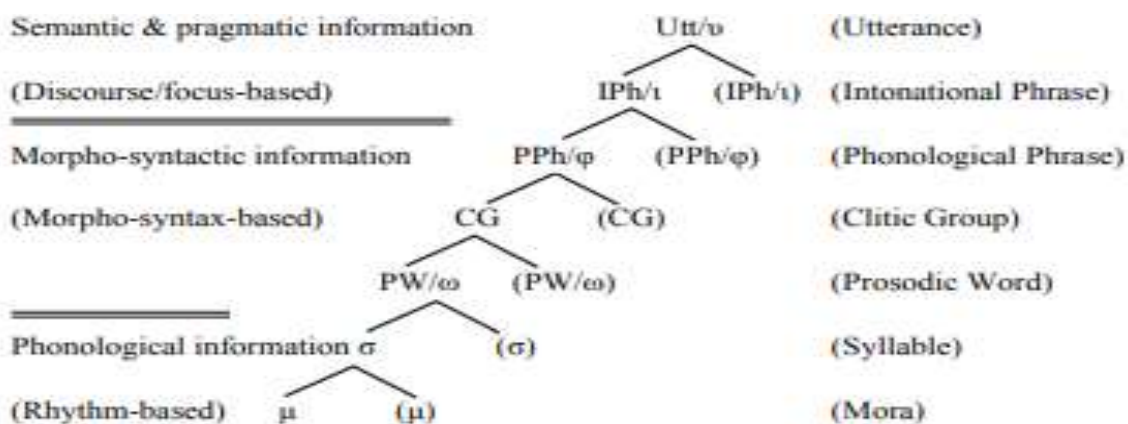 Semantic & pragmatic information Utt/υ (Utterance)
(Discourse/focus-based) IPh/ι (IPh/ι) (Intonational Phrase)
Morpho-syntactic information PPh/φ (PPh/φ) (Phonological Phrase)
(Morpho-syntax-based) CG (CG) (Clitic Group)
PW/ω (PW/ω) (Prosodic Word)
Phonological information σ (σ) (Syllable)
(Rhythm-based) μ (μ) (Mora)